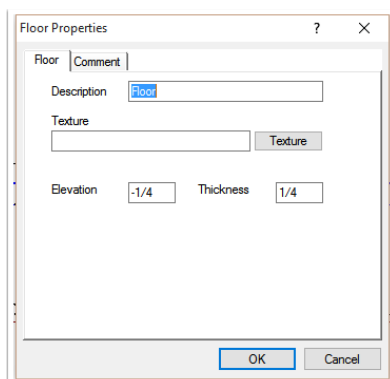 Floor Properties ?
Floor Comment
Description Floor
Texture
Texture
Elevation -1/4 Thickness 1/4
OK Cancel